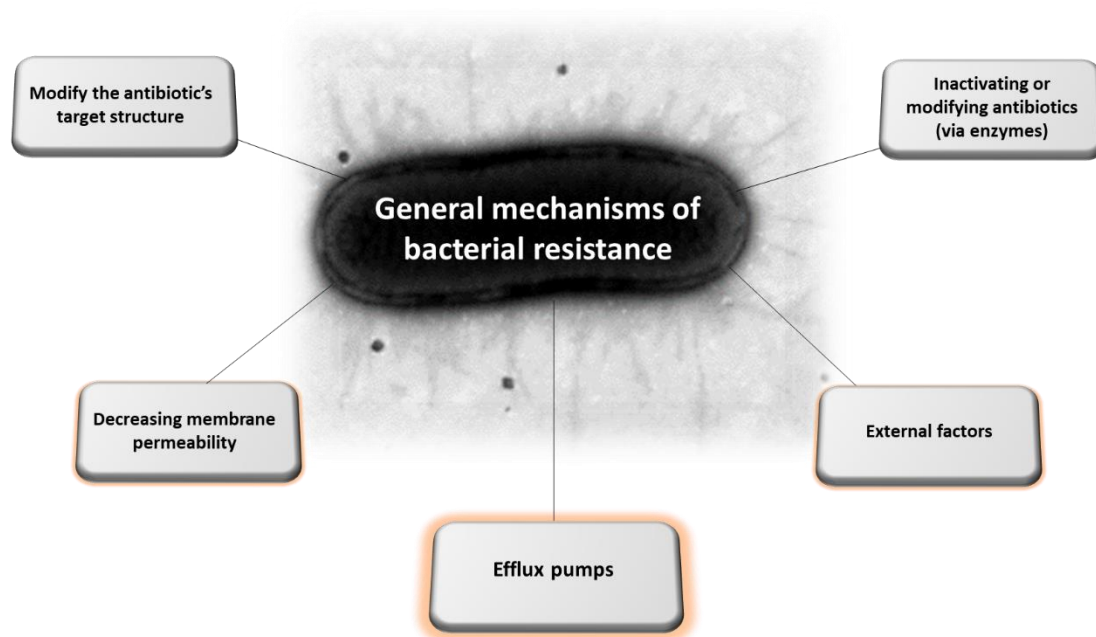 Modify the antibiotic's
target structure
Inactivating or
modifying antibiotics
(via enzymes)
General mechanisms of
bacterial resistance
Decreasing membrane
permeability
External factors
Efflux pumps